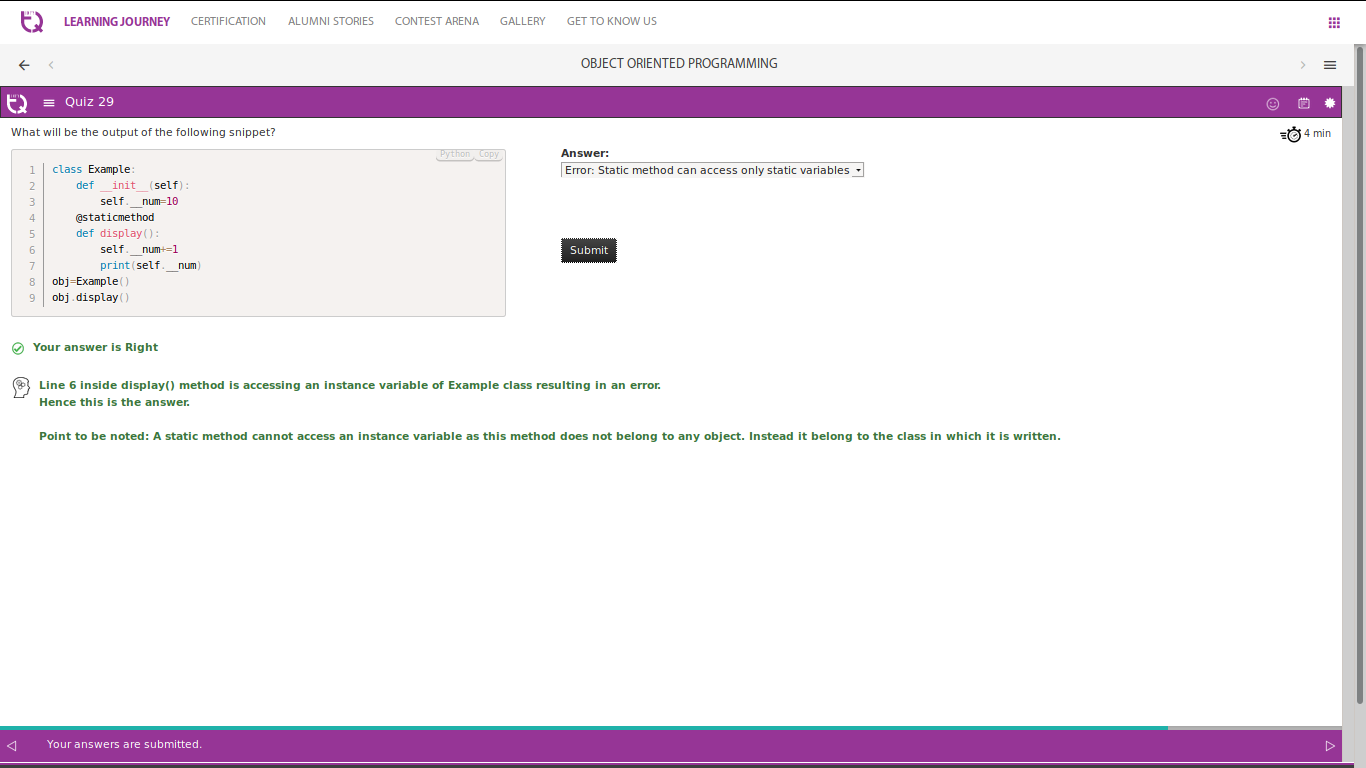 LEARNING JOURNEY CERTIFICATION ALUMNI STORIES CONTEST ARENA GALLERY GET TO KNOW US
OBJECT ORIENTED PROGRAMMING
Quiz 29
What will be the output of the following snippet?
4 min
Python Copy
1 class Example:
2     def __init__(self):
3         self.__num=10
4     @staticmethod
5     def display():
6         self.__num+=1
7         print(self.__num)
8 obj=Example()
9 obj.display()
Answer:
Error: Static method can access only static variables
Submit
Your answer is Right
Line 6 inside display() method is accessing an instance variable of Example class resulting in an error.
Hence this is the answer.
Point to be noted: A static method cannot access an instance variable as this method does not belong to any object. Instead it belong to the class in which it is written.
Your answers are submitted.